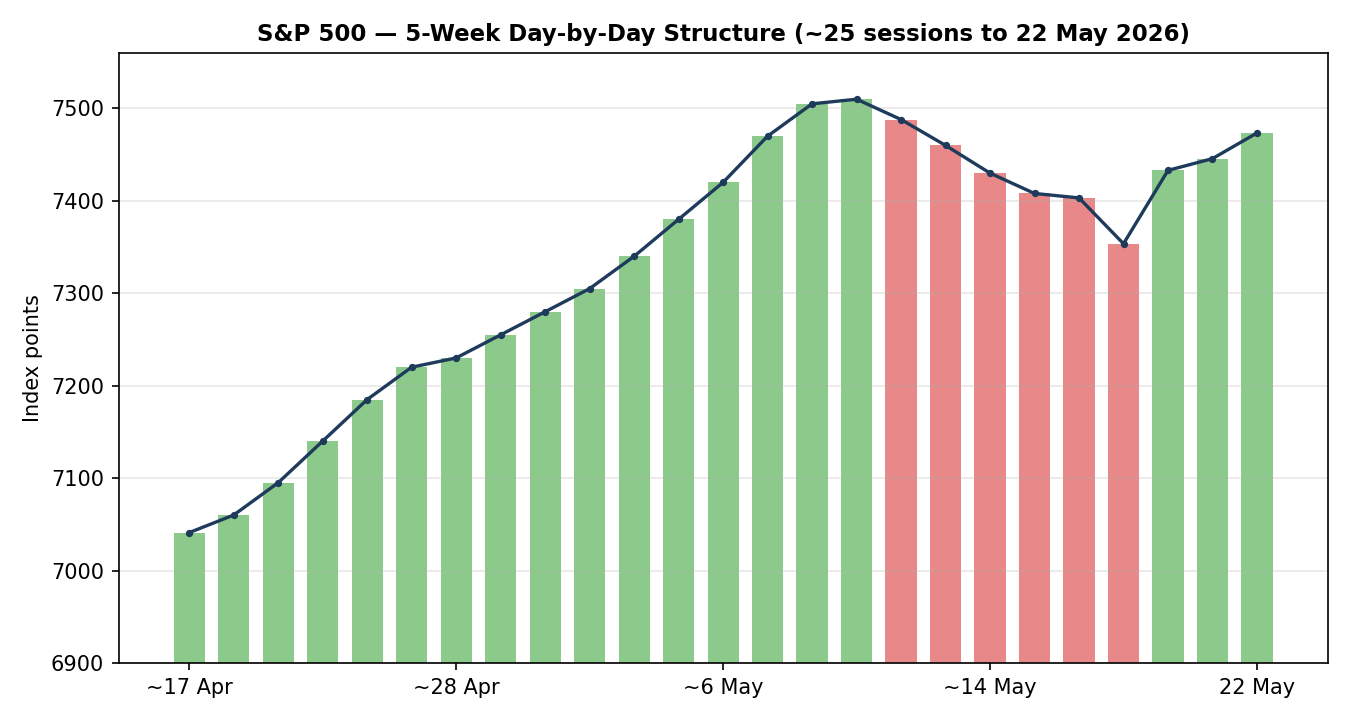 S&P 500 — 5-Week Day-by-Day Structure (~25 sessions to 22 May 2026)
Index points
7500
7400
7300
7200
7100
7000
6900
~17 Apr ~28 Apr ~6 May ~14 May 22 May